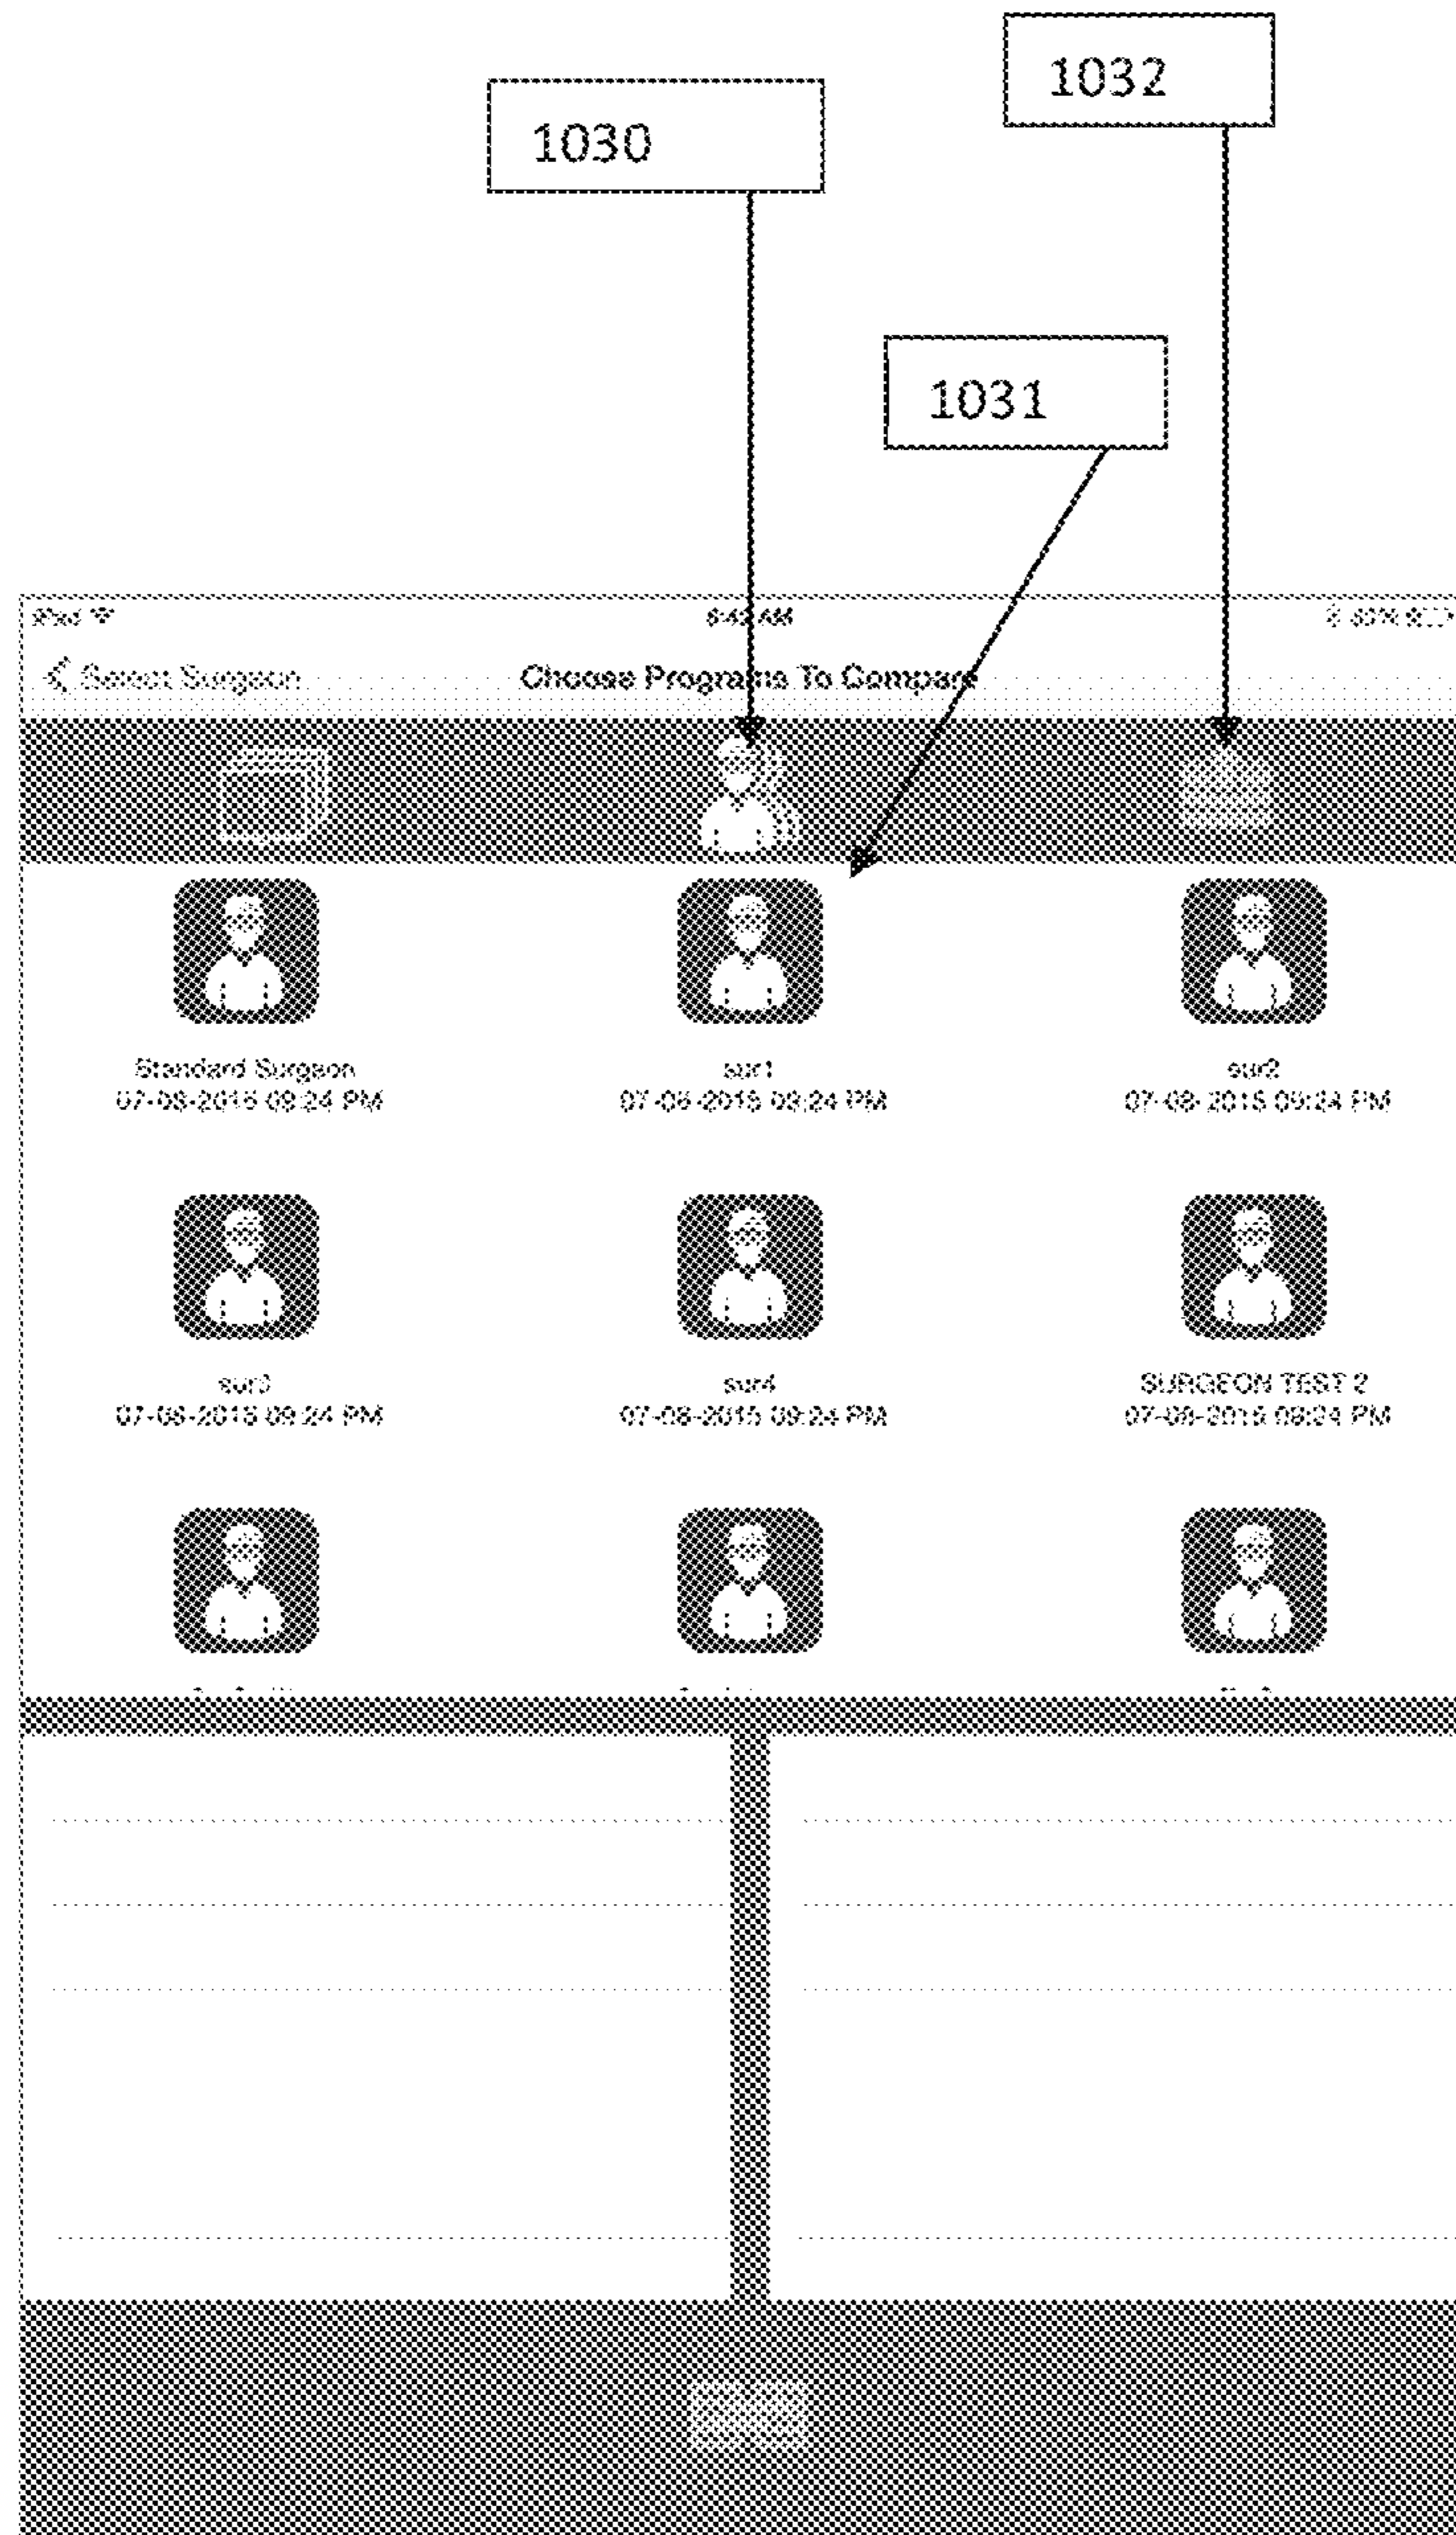 1032
1030
1031
iPad
Select Surgeon Choose Programs To Compare
Standard Surgeon sur1 sur2
07-08-2015 09:24 PM 07-08-2015 09:24 PM 07-08-2015 09:24 PM
sur3 sur4 SURGEON TEST 2
07-08-2015 09:24 PM 07-08-2015 09:24 PM 07-08-2015 09:24 PM